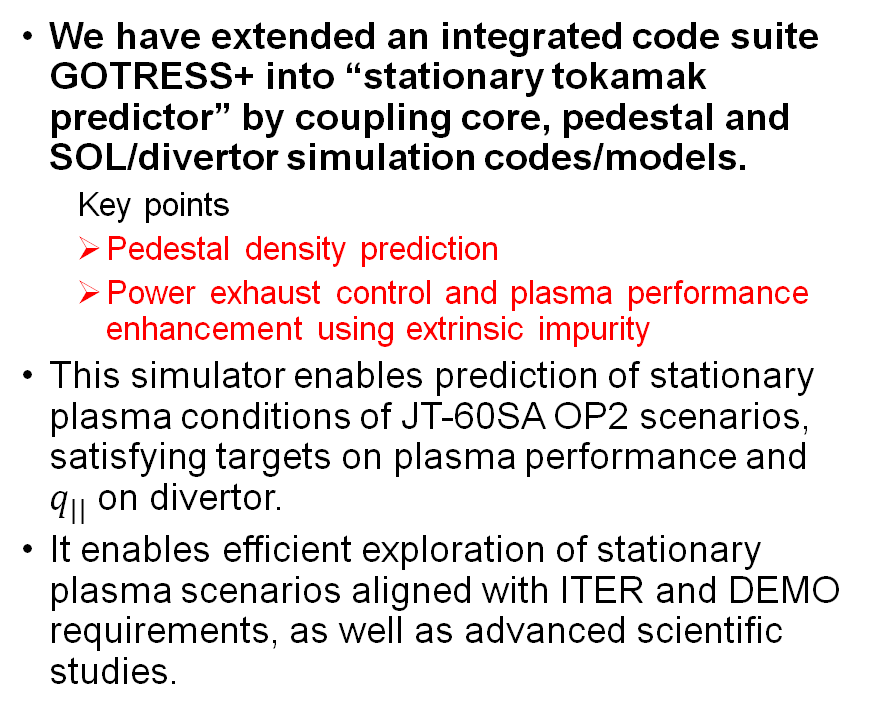 • We have extended an integrated code suite
GOTRESS+ into “stationary tokamak
predictor” by coupling core, pedestal and
SOL/divertor simulation codes/models.
Key points
➢ Pedestal density prediction
➢ Power exhaust control and plasma performance
enhancement using extrinsic impurity
• This simulator enables prediction of stationary
plasma conditions of JT-60SA OP2 scenarios,
satisfying targets on plasma performance and
q|| on divertor.
• It enables efficient exploration of stationary
plasma scenarios aligned with ITER and DEMO
requirements, as well as advanced scientific
studies.